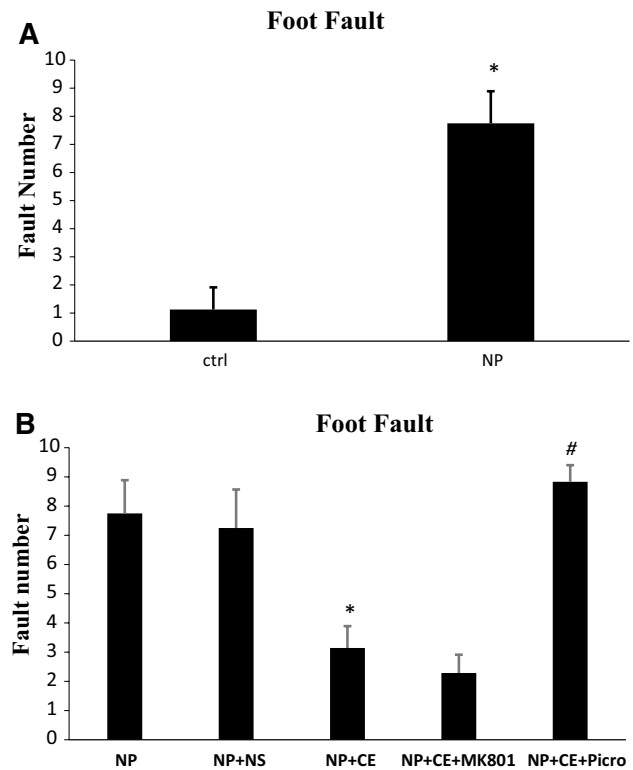 A
Foot Fault
Fault Number
10
9
8
7
6
5
4
3
2
1
0
*
ctrl
NP
B
Foot Fault
Fault number
10
9
8
7
6
5
4
3
2
1
0
*
#
NP
NP+NS
NP+CE
NP+CE+MK801
NP+CE+Picro